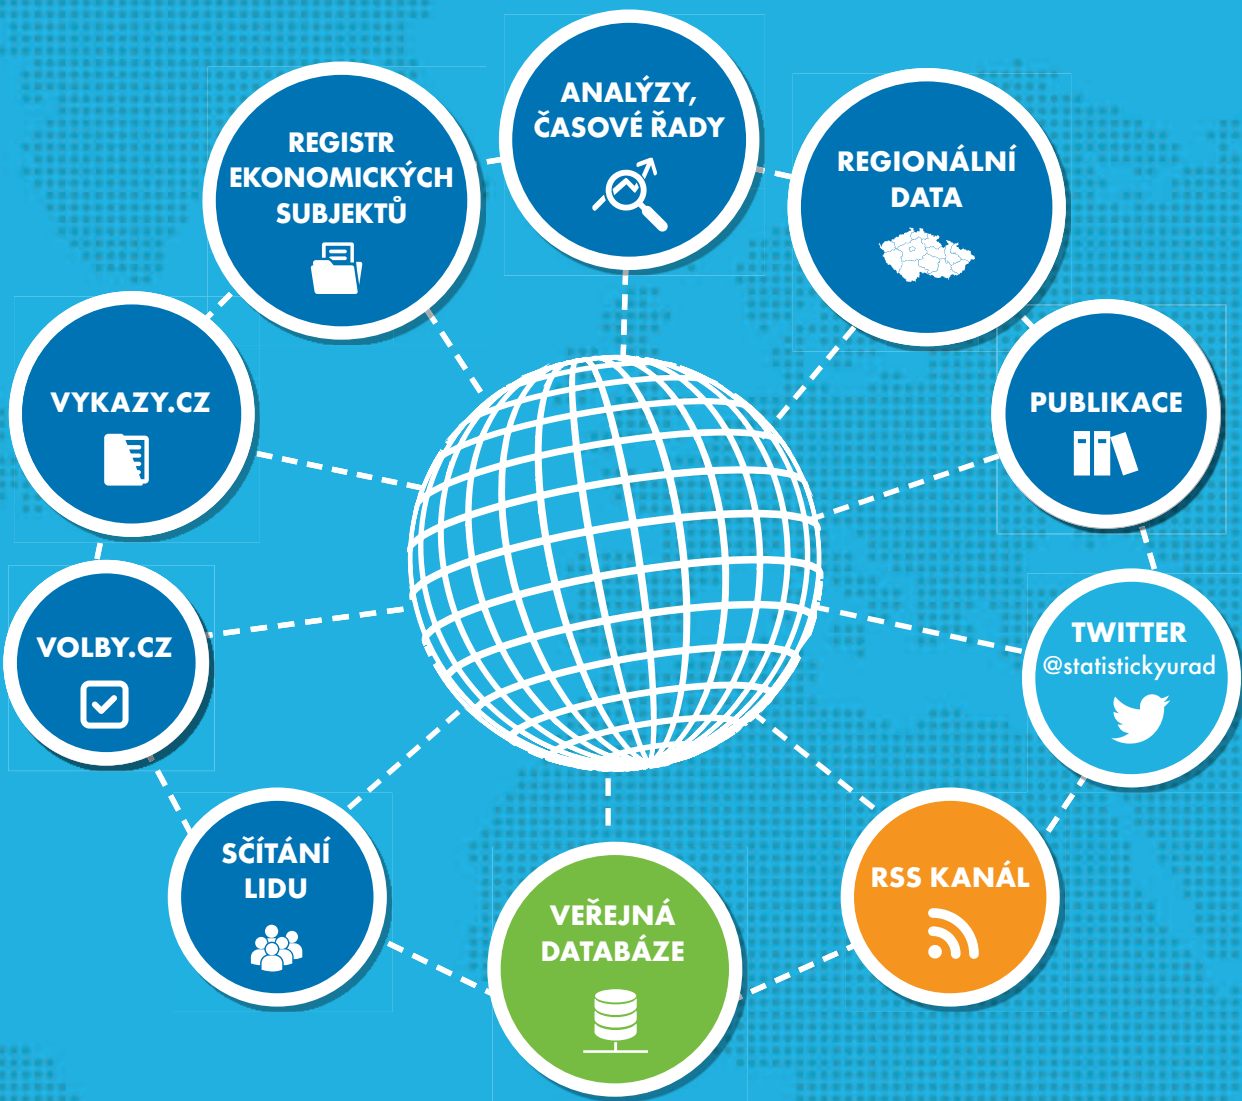 ANALÝZY,
ČASOVÉ ŘADY
REGISTR
EKONOMICKÝCH
SUBJEKTŮ
REGIONÁLNÍ
DATA
VYKAZY.CZ
PUBLIKACE
VOLBY.CZ
TWITTER
@statistickyurad
SČÍTÁNÍ
LIDU
VEŘEJNÁ
DATABÁZE
RSS KANÁL